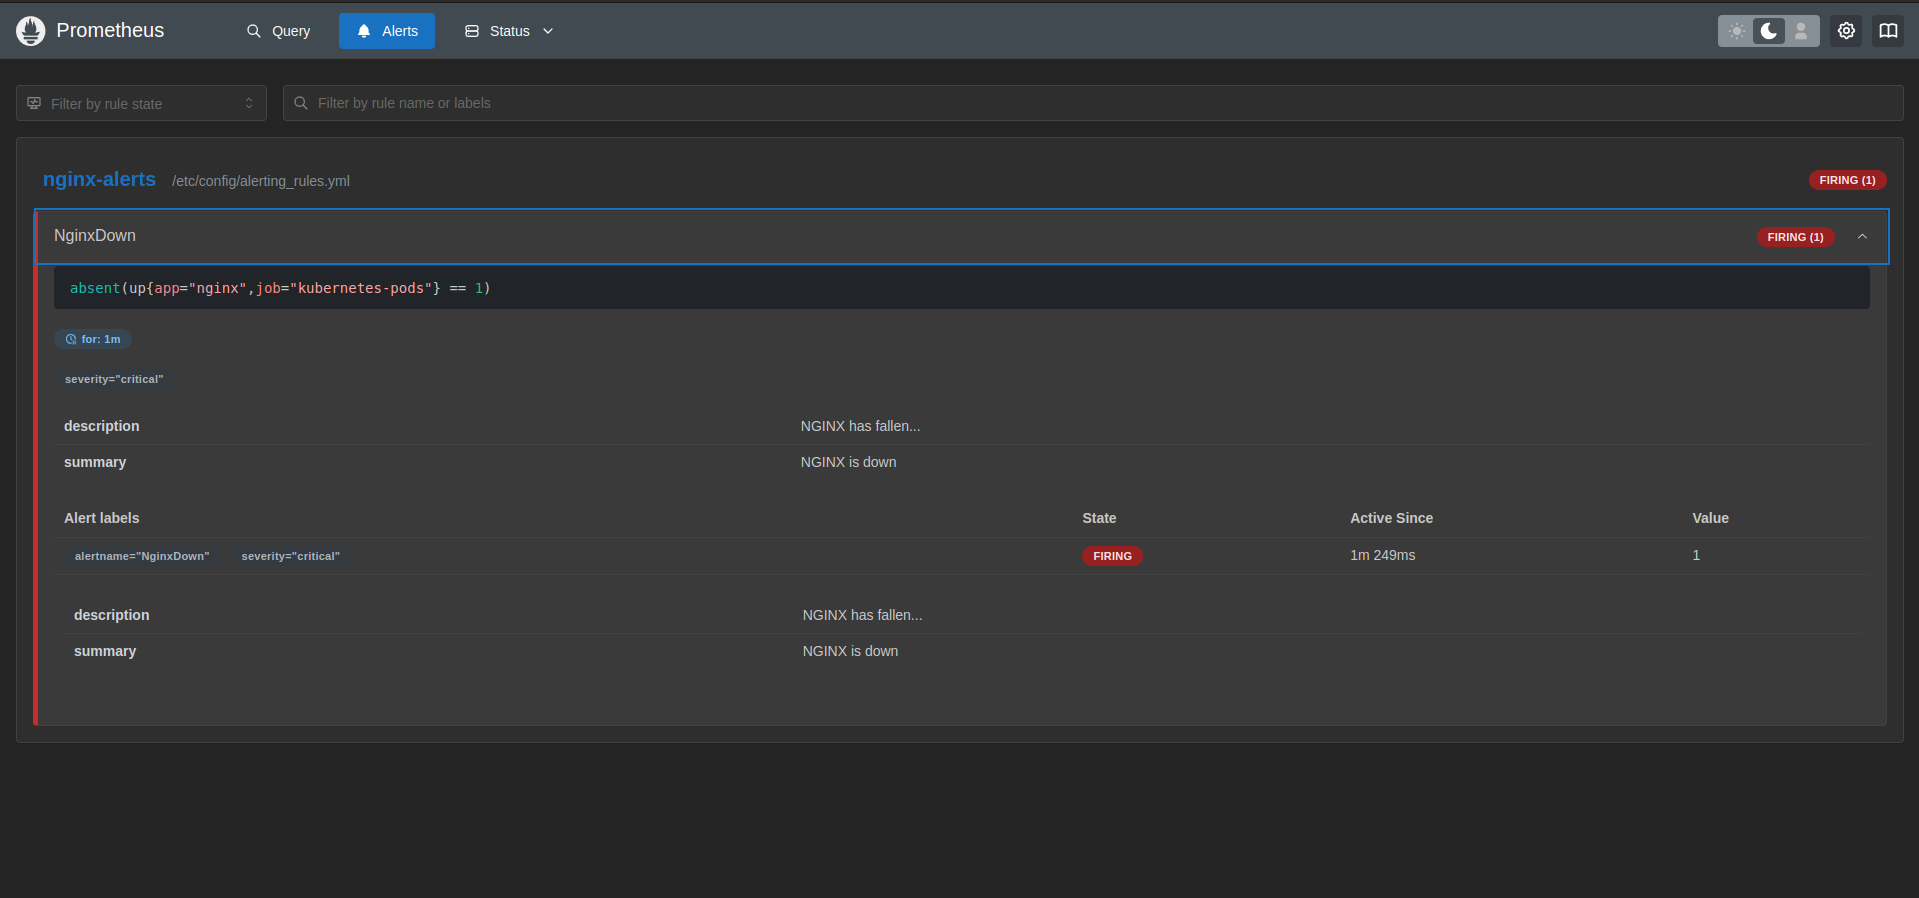 Prometheus Query Alerts Status
Filter by rule state Filter by rule name or labels
nginx-alerts /etc/config/alerting_rules.yml FIRING (1)
NginxDown FIRING (1)
absent(up{app="nginx",job="kubernetes-pods"} == 1)
for: 1m
severity="critical"
description NGINX has fallen...
summary NGINX is down
Alert labels State Active Since Value
alertname="NginxDown" severity="critical" FIRING 1m 249ms 1
description NGINX has fallen...
summary NGINX is down